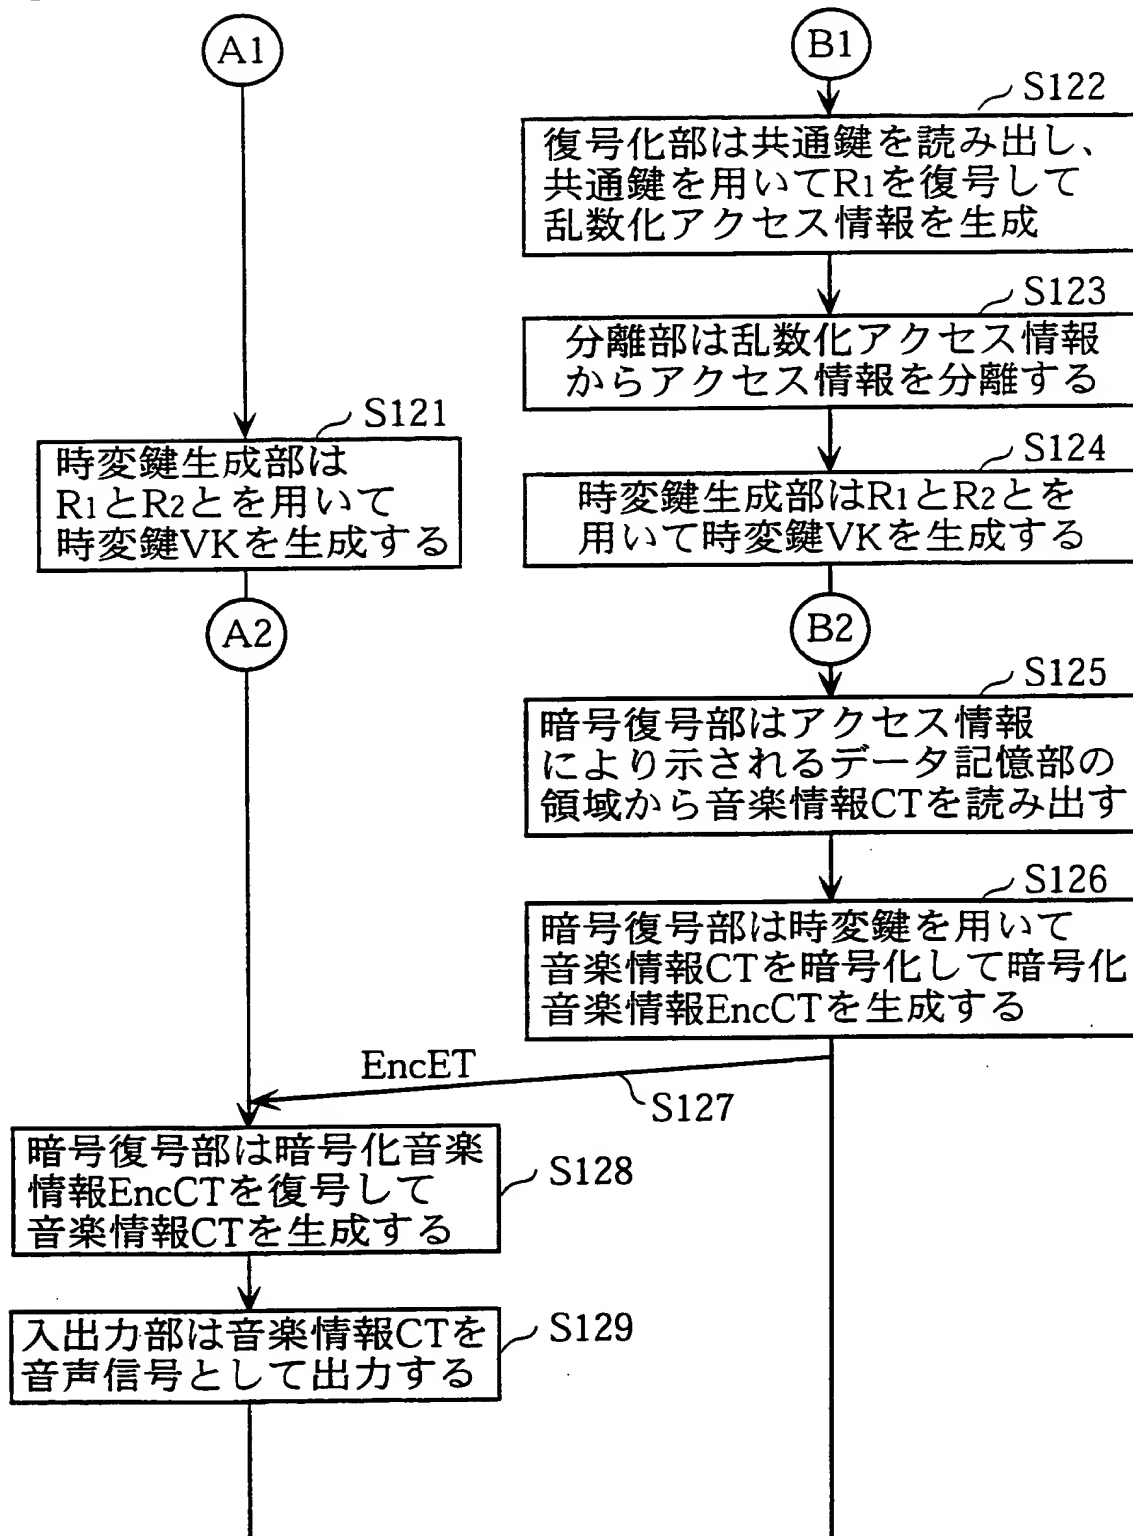 A1
B1
S122
復号化部は共通鍵を読み出し、
共通鍵を用いてR1を復号して
乱数化アクセス情報を生成
S123
分離部は乱数化アクセス情報
からアクセス情報を分離する
S121
時変鍵生成部は
R1とR2とを用いて
時変鍵VKを生成する
S124
時変鍵生成部はR1とR2とを
用いて時変鍵VKを生成する
A2
B2
S125
暗号復号部はアクセス情報
により示されるデータ記憶部の
領域から音楽情報CTを読み出す
S126
暗号復号部は時変鍵を用いて
音楽情報CTを暗号化して暗号化
音楽情報EncCTを生成する
EncET
S127
暗号復号部は暗号化音楽
情報EncCTを復号して
音楽情報CTを生成する
S128
入出力部は音楽情報CTを
音声信号として出力する
S129